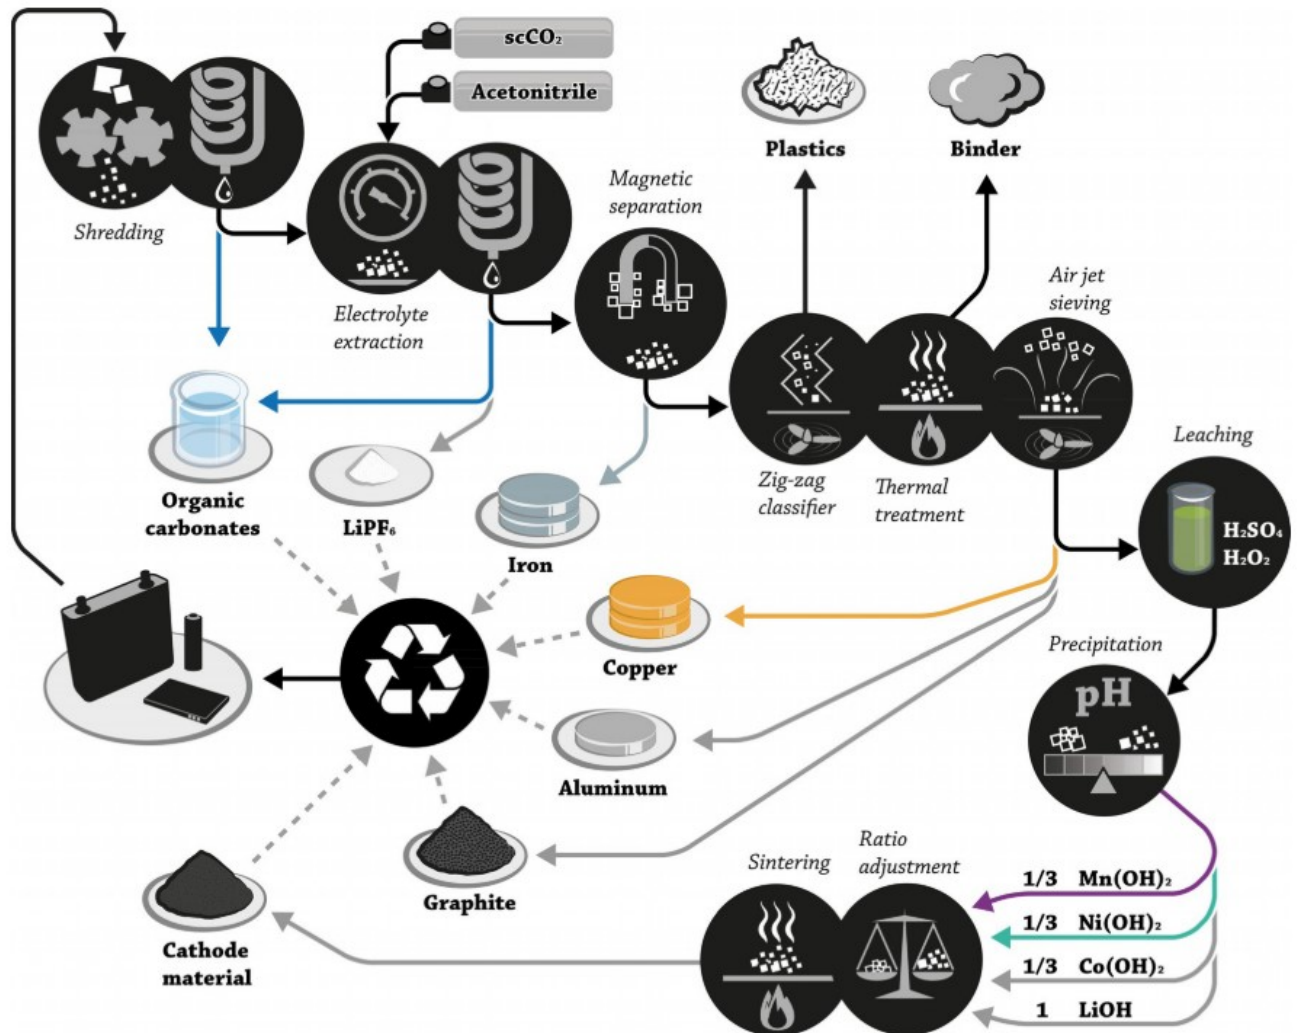 scCO₂
Acetonitrile
Shredding
Electrolyte
extraction
Magnetic
separation
Plastics
Binder
Air jet
sieving
Zig-zag
classifier
Thermal
treatment
Leaching
H₂SO₄
H₂O₂
Organic
carbonates
LiPF₆
Iron
Copper
Aluminum
Graphite
Cathode
material
Precipitation
pH
Sintering
Ratio
adjustment
1/3 Mn(OH)₂
1/3 Ni(OH)₂
1/3 Co(OH)₂
1 LiOH